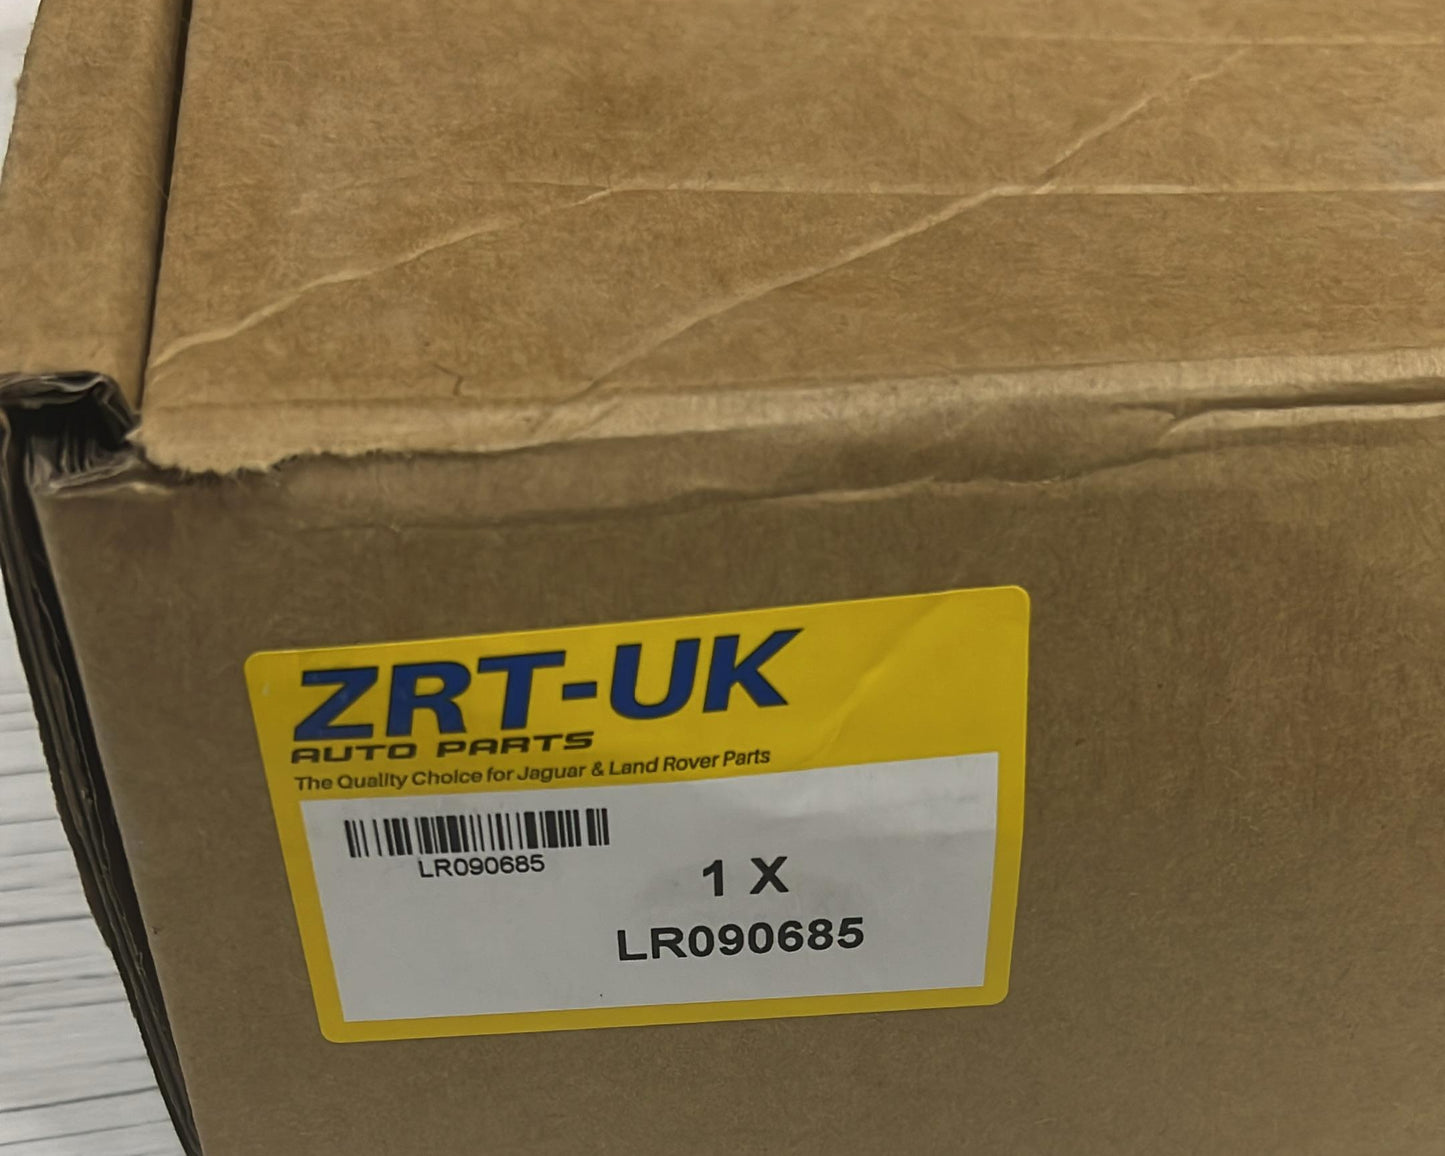 ZRT-UK
AUTO PARTS
The Quality Choice for Jaguar & Land Rover Parts
LR090685
1 X
LR090685